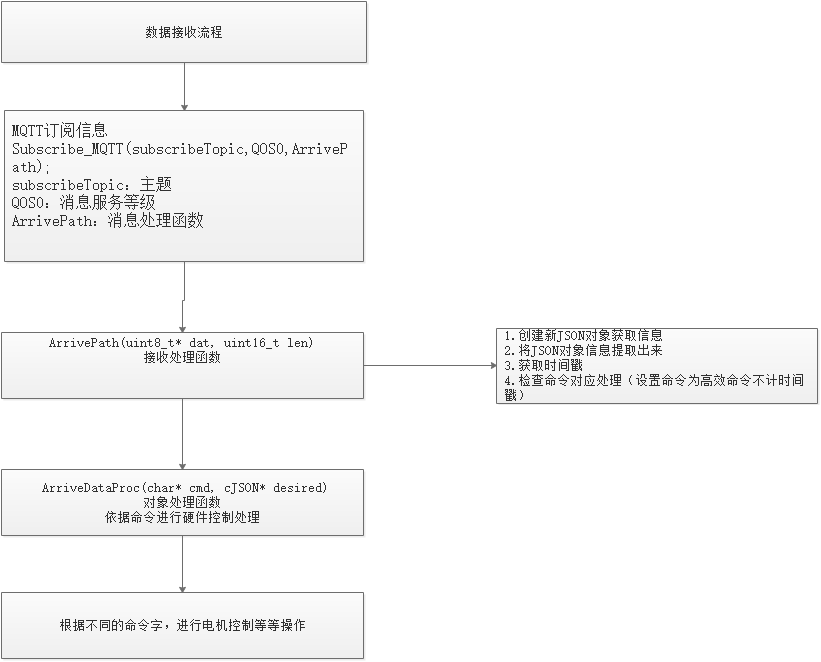 数据接收流程
MQTT订阅信息
Subscribe_MQTT(subscribeTopic,QOS0,ArriveP
ath);
subscribeTopic：主题
QOS0：消息服务等级
ArrivePath：消息处理函数
ArrivePath(uint8_t* dat, uint16_t len)
接收处理函数
1.创建新JSON对象获取信息
2.将JSON对象信息提取出来
3.获取时间戳
4.检查命令对应处理（设置命令为高效命令不计时间
戳）
ArriveDataProc(char* cmd, cJSON* desired)
对象处理函数
依据命令进行硬件控制处理
根据不同的命令字，进行电机控制等等操作